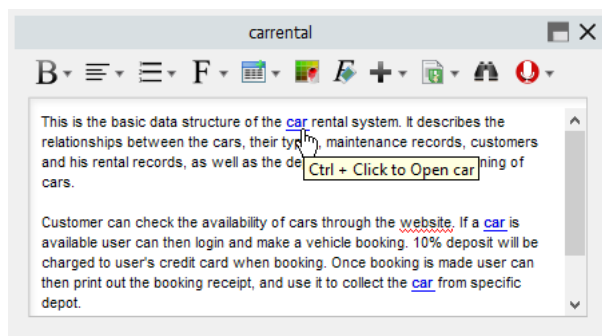 carrental
B F F
This is the basic data structure of the car rental system. It describes the
relationships between the cars, their typ , maintenance records, customers
and his rental records, as well as the de ning of
Ctrl + Click to Open car
cars.
Customer can check the availability of cars through the website. If a car is
available user can then login and make a vehicle booking. 10% deposit will be
charged to user's credit card when booking. Once booking is made user can
then print out the booking receipt, and use it to collect the car from specific
depot.